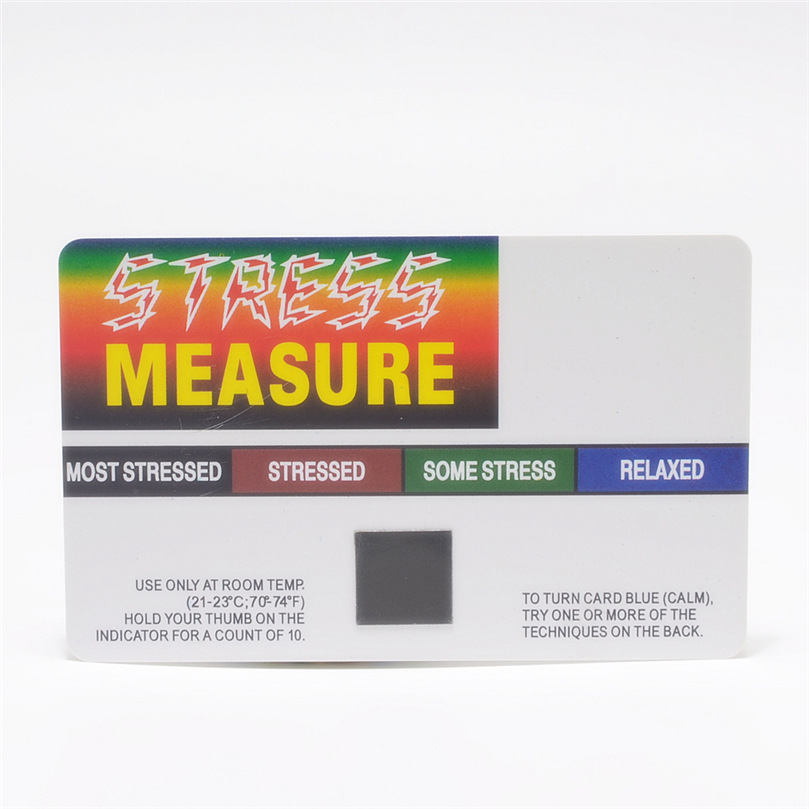 STRESS
MEASURE
MOST STRESSED STRESSED SOME STRESS RELAXED
USE ONLY AT ROOM TEMP.
(21-23°C;70°-74°F)
HOLD YOUR THUMB ON THE
INDICATOR FOR A COUNT OF 10.
TO TURN CARD BLUE (CALM),
TRY ONE OR MORE OF THE
TECHNIQUES ON THE BACK.